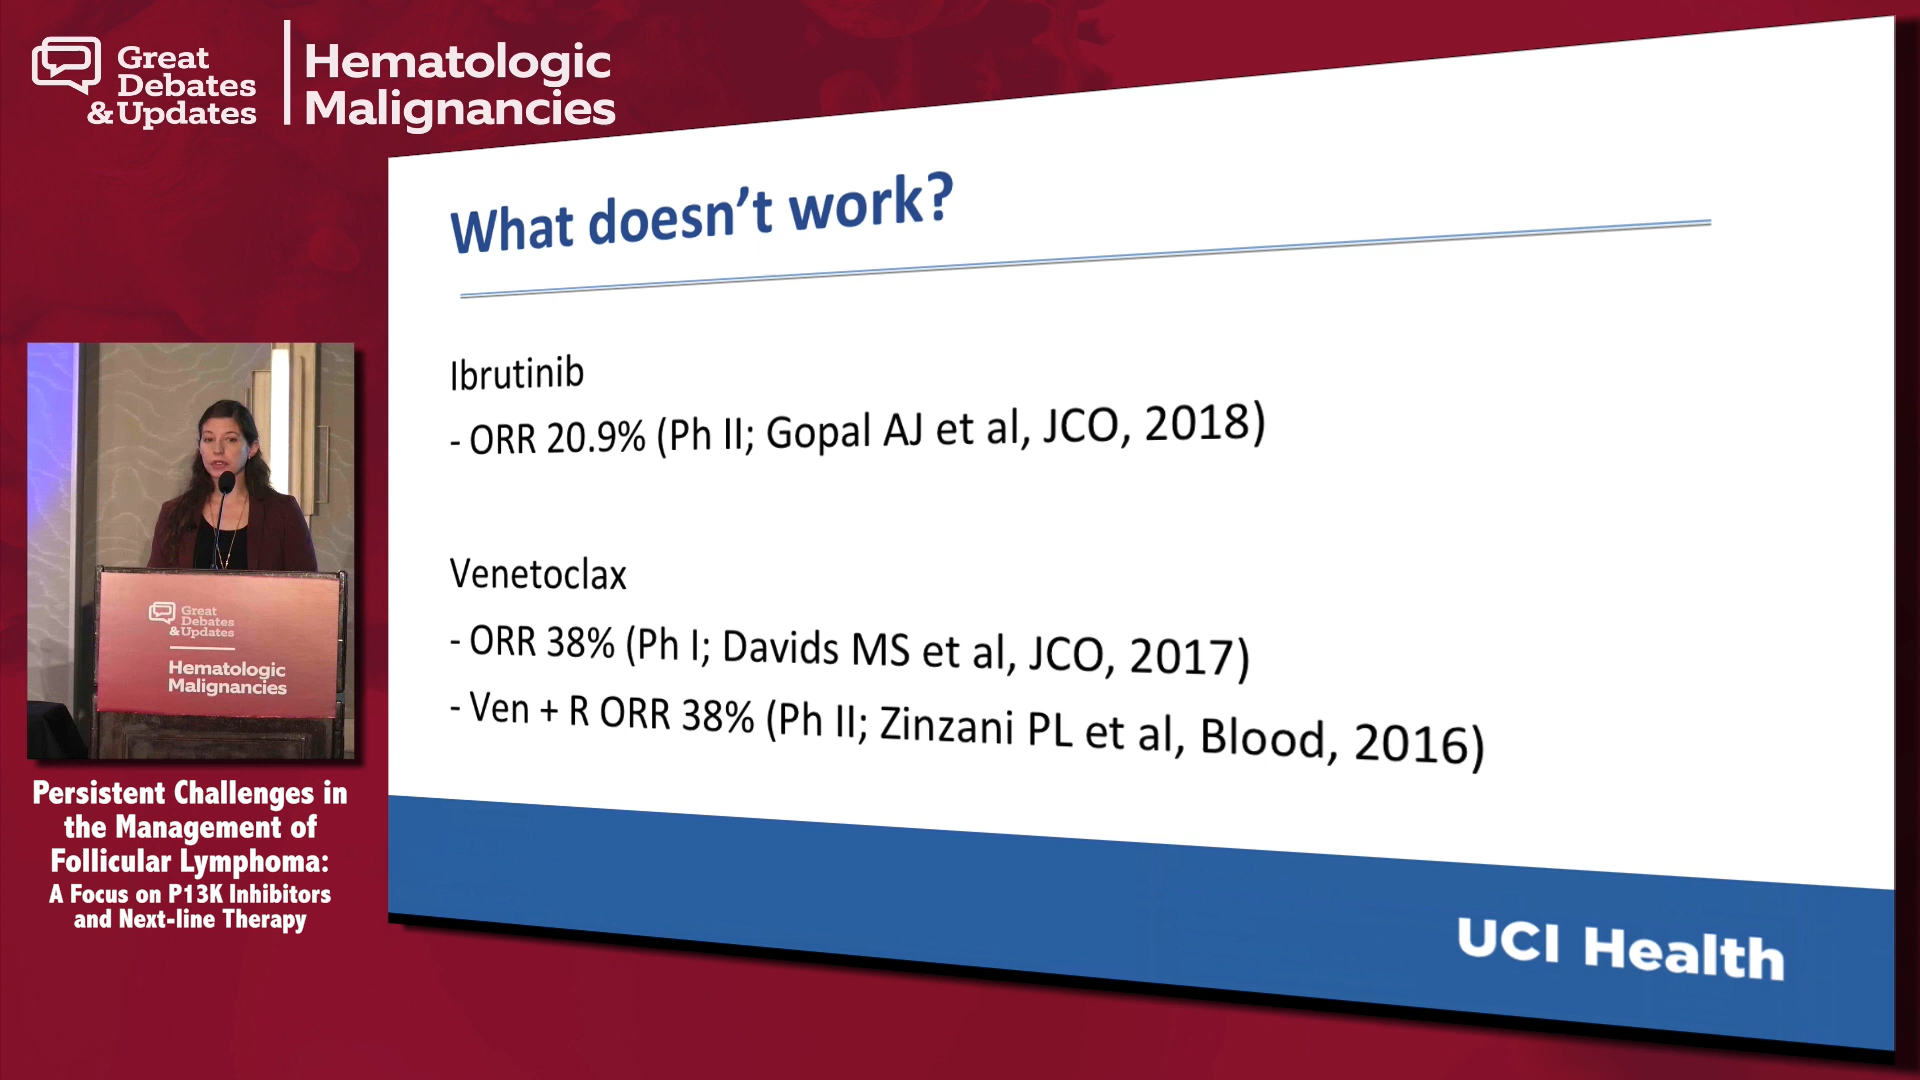 Great
Debates
&Updates
Hematologic
Malignancies
What doesn't work?
Ibrutinib
- ORR 20.9% (Ph II; Gopal AJ et al, JCO, 2018)
Venetoclax
- ORR 38% (Ph I; Davids MS et al, JCO, 2017)
- Ven + R ORR 38% (Ph II; Zinzani PL et al, Blood, 2016)
UCI Health
Great
Debates
&Updates
Hematologic
Malignancies
Persistent Challenges in
the Management of
Follicular Lymphoma:
A Focus on P13K Inhibitors
and Next-line Therapy